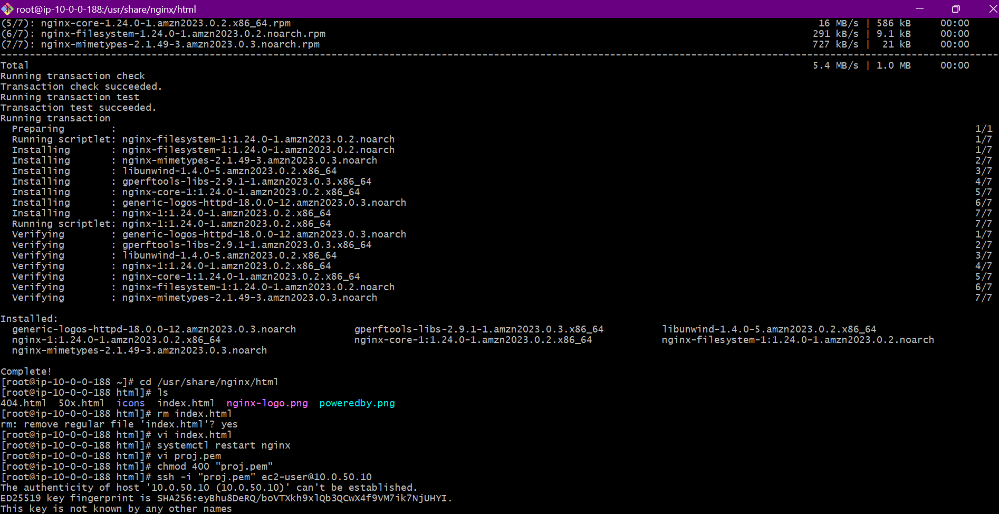 root@ip-10-0-0-188:/usr/share/nginx/html
(5/7): nginx-core-1.24.0-1.amzn2023.0.2.x86_64.rpm 16 MB/s | 586 kB 00:00
(6/7): nginx-filesystem-1.24.0-1.amzn2023.0.2.noarch.rpm 291 kB/s | 9.1 kB 00:00
(7/7): nginx-mimetypes-2.1.49-3.amzn2023.0.3.noarch.rpm 727 kB/s | 21 kB 00:00
--------------------------------------------------------------------------------
Total 5.4 MB/s | 1.0 MB 00:00
Running transaction check
Transaction check succeeded.
Running transaction test
Transaction test succeeded.
Running transaction
Preparing : 1/1
Running scriptlet: nginx-filesystem-1:1.24.0-1.amzn2023.0.2.noarch 1/7
Installing : nginx-filesystem-1:1.24.0-1.amzn2023.0.2.noarch 1/7
Installing : nginx-mimetypes-2.1.49-3.amzn2023.0.3.noarch 2/7
Installing : libunwind-1.4.0-5.amzn2023.0.2.x86_64 3/7
Installing : gperftools-libs-2.9.1-1.amzn2023.0.3.x86_64 4/7
Installing : nginx-core-1:1.24.0-1.amzn2023.0.2.x86_64 5/7
Installing : generic-logos-httpd-18.0.0-12.amzn2023.0.3.noarch 6/7
Installing : nginx-1:1.24.0-1.amzn2023.0.2.x86_64 7/7
Running scriptlet: nginx-1:1.24.0-1.amzn2023.0.2.x86_64 7/7
Verifying : generic-logos-httpd-18.0.0-12.amzn2023.0.3.noarch 1/7
Verifying : gperftools-libs-2.9.1-1.amzn2023.0.3.x86_64 2/7
Verifying : libunwind-1.4.0-5.amzn2023.0.2.x86_64 3/7
Verifying : nginx-1:1.24.0-1.amzn2023.0.2.x86_64 4/7
Verifying : nginx-core-1:1.24.0-1.amzn2023.0.2.x86_64 5/7
Verifying : nginx-filesystem-1:1.24.0-1.amzn2023.0.2.noarch 6/7
Verifying : nginx-mimetypes-2.1.49-3.amzn2023.0.3.noarch 7/7
Installed:
generic-logos-httpd-18.0.0-12.amzn2023.0.3.noarch gperftools-libs-2.9.1-1.amzn2023.0.3.x86_64 libunwind-1.4.0-5.amzn2023.0.2.x86_64
nginx-1:1.24.0-1.amzn2023.0.2.x86_64 nginx-core-1:1.24.0-1.amzn2023.0.2.x86_64 nginx-filesystem-1:1.24.0-1.amzn2023.0.2.noarch
nginx-mimetypes-2.1.49-3.amzn2023.0.3.noarch
Complete!
[root@ip-10-0-0-188 ~]# cd /usr/share/nginx/html
[root@ip-10-0-0-188 html]# ls
404.html 50x.html icons index.html nginx-logo.png poweredby.png
[root@ip-10-0-0-188 html]# rm index.html
rm: remove regular file 'index.html'? yes
[root@ip-10-0-0-188 html]# vi index.html
[root@ip-10-0-0-188 html]# systemctl restart nginx
[root@ip-10-0-0-188 html]# vi proj.pem
[root@ip-10-0-0-188 html]# chmod 400 "proj.pem"
[root@ip-10-0-0-188 html]# ssh -i "proj.pem" ec2-user@10.0.50.10
The authenticity of host '10.0.50.10 (10.0.50.10)' can't be established.
ED25519 key fingerprint is SHA256:eyBhu8DeRQ/boVTXkh9xlQb3QCwX4f9VM7ik7NjUHYI.
This key is not known by any other names